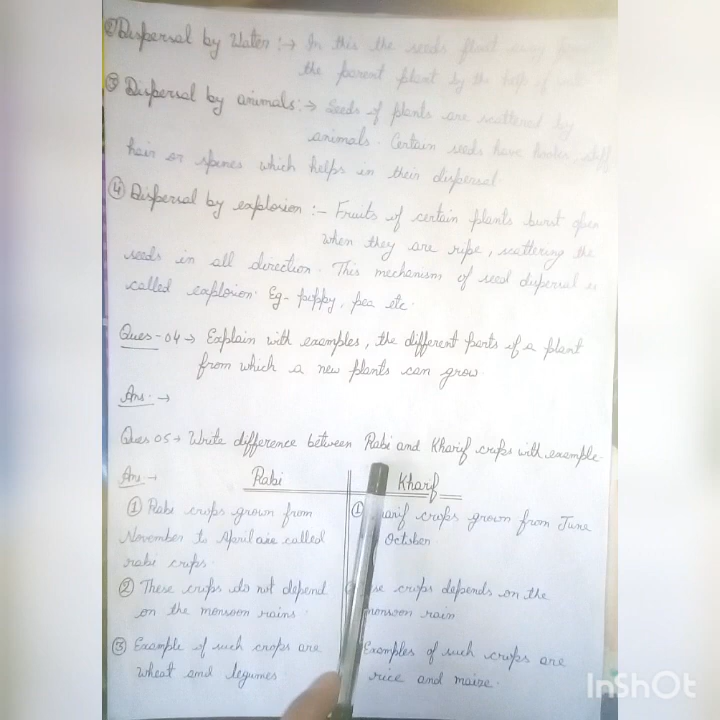 ② Dispersal by Water :→ In this the seeds float away from
the parent plant by the help of
③ Dispersal by animals :→ Seeds of plants are scattered by
animals. Certain seeds have hooks, stiff
hair or spines which helps in their dispersal.
④ Dispersal by explosion :- Fruits of certain plants burst open
when they are ripe, scattering the
seeds in all direction. This mechanism of seed dispersal is
called explosion. Eg- puppy, pea etc.
Ques-04 → Explain with examples, the different parts of a plant
from which a new plants can grow.
Ans. →
Ques 05 → Write difference between Rabi and Kharif crops with example.
Ans → Rabi Kharif
① Rabi crops grown from
November to April are called
rabi crops.
① crops grown from June
October.
② These crops do not depend
on the monsoon rains.
crops depends on the
monsoon rain
③ Example of such crops are
wheat and legumes.
Examples of such crops are
rice and maize.
InShOt